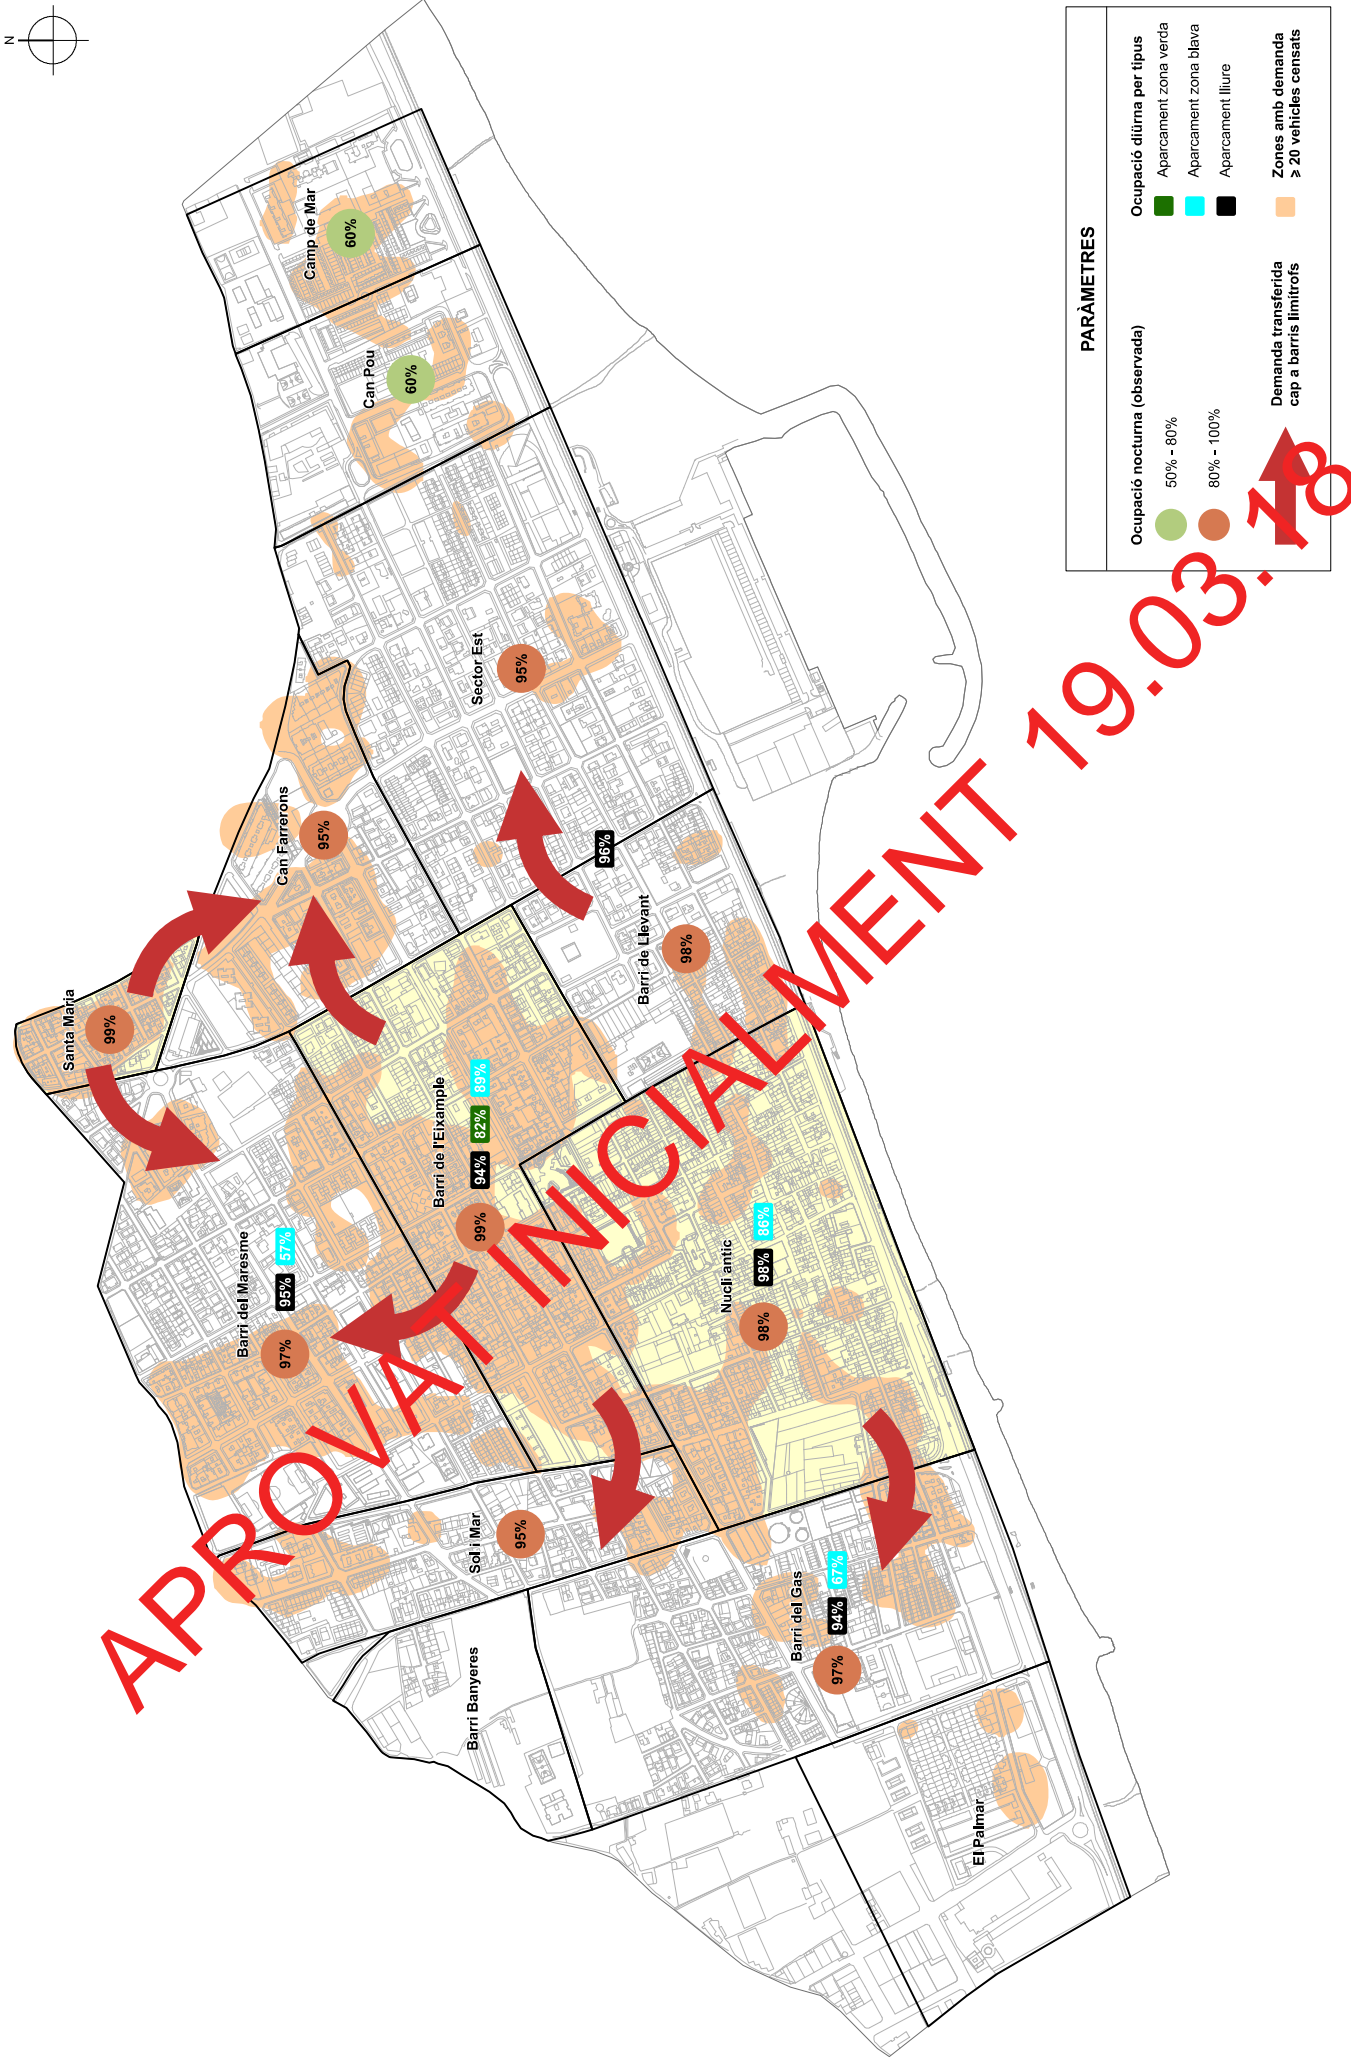 N
PARÀMETRES
Ocupació nocturna (observada)
50% - 80%
80% - 100%
Ocupació diürna per tipus
Aparcament zona verda
Aparcament zona blava
Aparcament lliure
Demanda transferida
cap a barris limítrofs
Zones amb demanda
≥ 20 vehicles censats
Santa Maria
99%
Barri del Maresme
97%
95%
57%
Can Farrerons
95%
Camp de Mar
60%
Can Pou
60%
Sol i Mar
95%
Barri de l'Eixample
99%
94%
82%
89%
Sector Est
95%
96%
Barri Banyeres
Barri de Llevant
98%
Nucli antic
98%
98%
86%
Barri del Gas
97%
94%
67%
El Palmar
APROVAT INICIALMENT 19.03.18